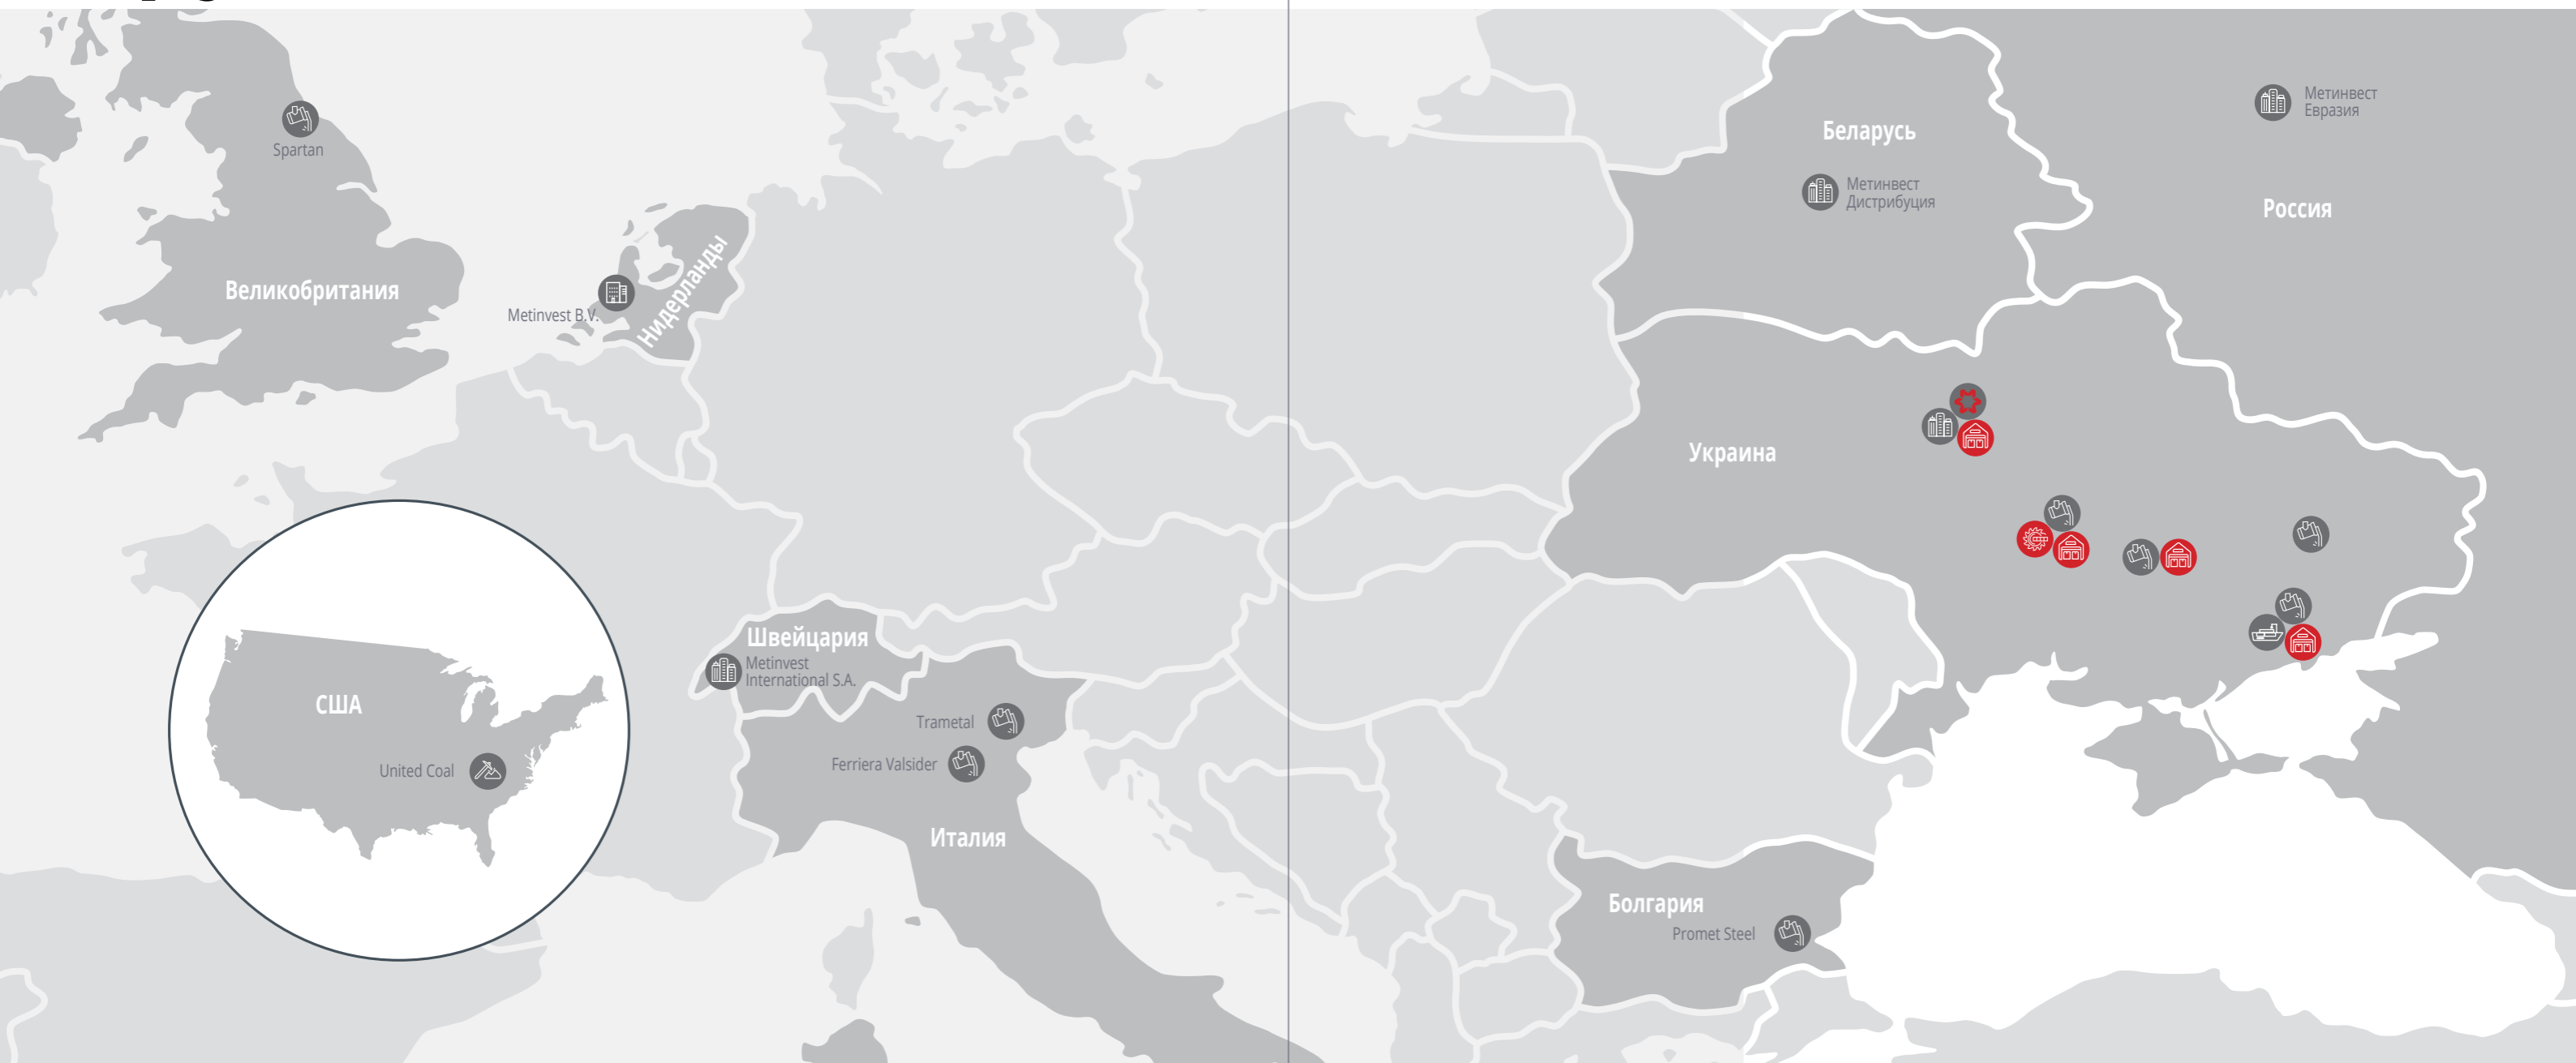 Spartan
Великобритания
Metinvest B.V.
Нидерланды
Швейцария
Metinvest
International S.A.
Trametal
Ferriera Valsider
Италия
США
United Coal
Беларусь
Метинвест
Дистрибуция
Метинвест
Евразия
Россия
Украина
Болгария
Promet Steel